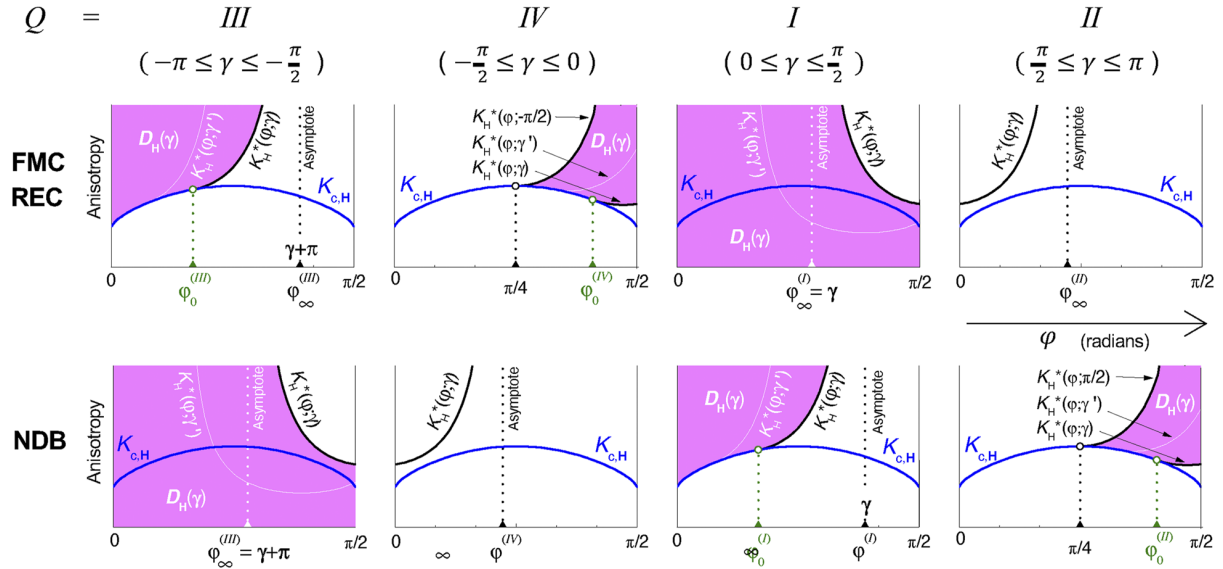 Q = III IV I II
( −π ≤ γ ≤ −π/2 ) ( −π/2 ≤ γ ≤ 0 ) ( 0 ≤ γ ≤ π/2 ) ( π/2 ≤ γ ≤ π )
FMC
REC
Anisotropy
D_H(γ)
K_H*(φ;γ')
K_H*(φ;γ)
Asymptote
K_c,H
γ+π
0 π/2
φ_0^(III) φ_∞^(III)
K_H*(φ;-π/2)
K_H*(φ;γ')
K_H*(φ;γ)
D_H(γ)
K_c,H
0 π/4 π/2
φ_0^(IV)
K_H*(φ;γ')
Asymptote
K_H*(φ;γ)
K_c,H
D_H(γ)
0 π/2
φ_∞^(I) = γ
K_H*(φ;γ)
Asymptote
K_c,H
0 π/2
φ_∞^(II)
φ (radians)
NDB
Anisotropy
K_H*(φ;γ')
Asymptote
K_H*(φ;γ)
K_c,H
D_H(γ)
0 π/2
φ_∞^(III) = γ+π
K_H*(φ;γ)
Asymptote
K_c,H
0 π/2
∞ φ^(IV)
D_H(γ)
K_H*(φ;γ')
K_H*(φ;γ)
Asymptote
K_c,H
γ
0 π/2
∞ φ_0^(I) φ^(I)
K_H*(φ;π/2)
K_H*(φ;γ')
K_H*(φ;γ)
D_H(γ)
K_c,H
0 π/4 π/2
φ_0^(II)